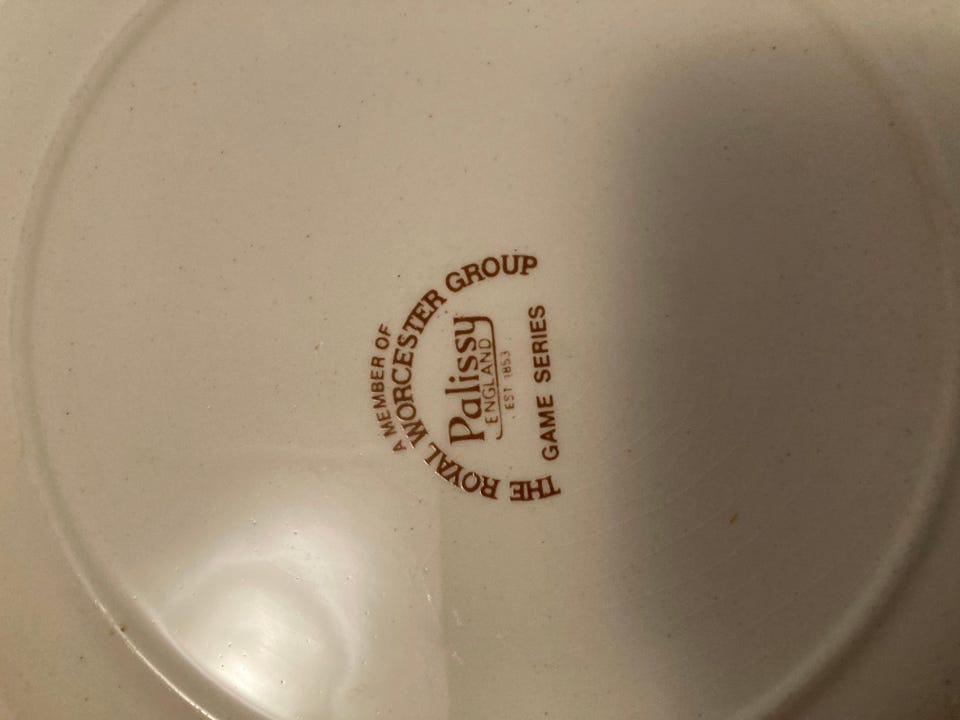 A MEMBER OF
THE ROYAL WORCESTER GROUP
Palissy
ENGLAND
EST 1853
GAME SERIES